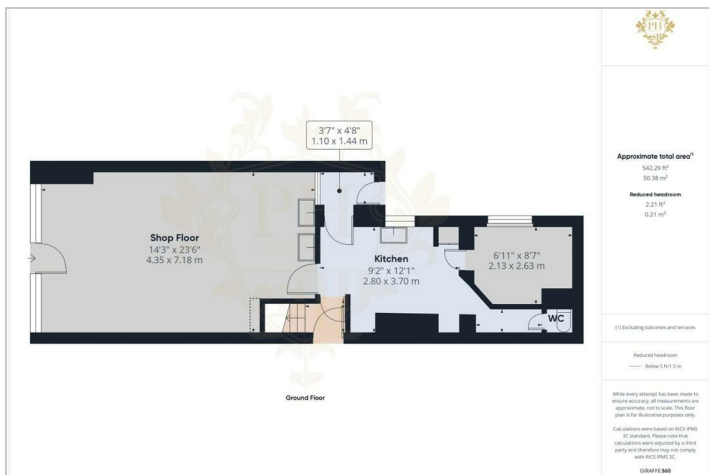 3'7" x 4'8"
1.10 x 1.44 m
Shop Floor
14'3" x 23'6"
4.35 x 7.18 m
Kitchen
9'2" x 12'1"
2.80 x 3.70 m
6'11" x 8'7"
2.13 x 2.63 m
WC
Ground Floor
PH
Approximate total area⁽¹⁾
542.29 ft²
50.38 m²
Reduced headroom
2.21 ft²
0.21 m²
(1) Excluding balconies and terraces
Reduced headroom
Below 5 ft/1.5 m
While every attempt has been made to
ensure accuracy, all measurements are
approximate, not to scale. This floor
plan is for illustrative purposes only.
Calculations were based on RICS IPMS
3C standard. Please note that
calculations were adjusted by a third
party and therefore may not comply
with RICS IPMS 3C.
GIRAFFE360